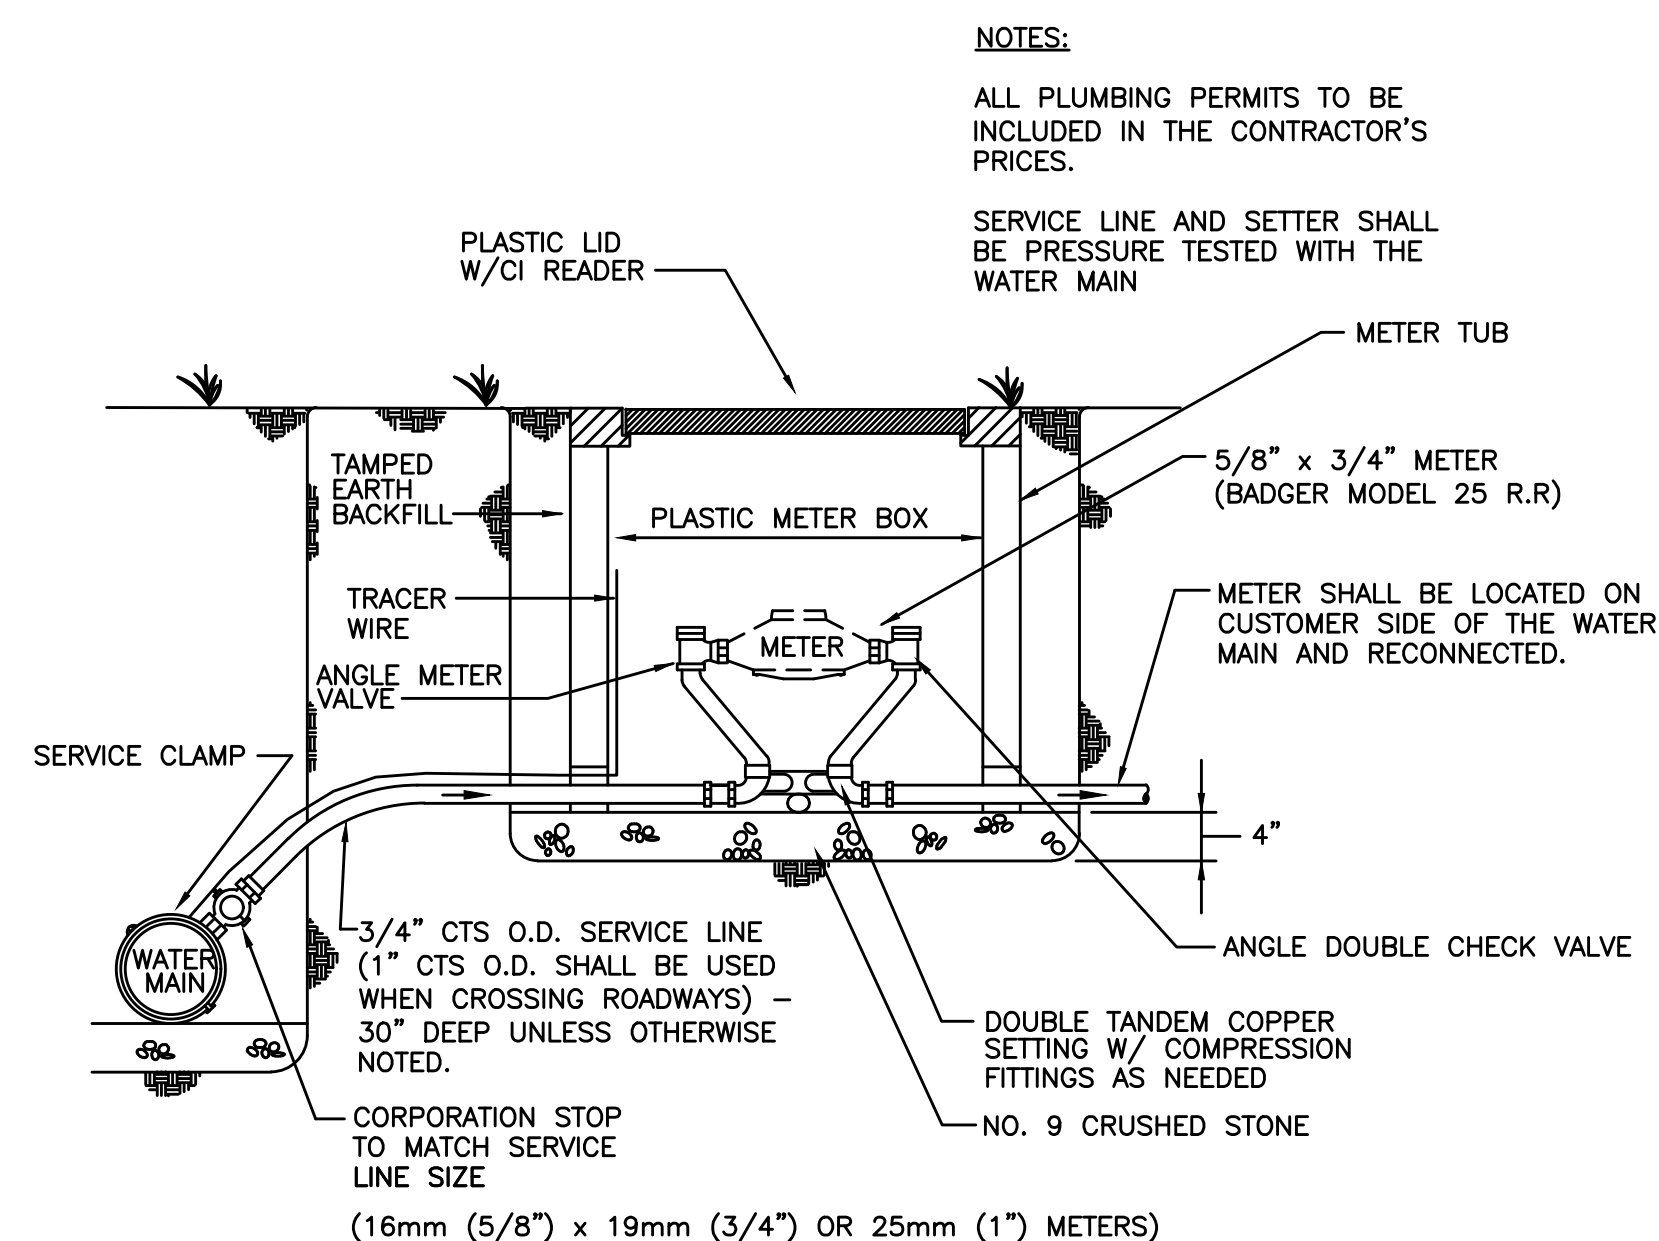 NOTES:
ALL PLUMBING PERMITS TO BE
INCLUDED IN THE CONTRACTOR'S
PRICES.
SERVICE LINE AND SETTER SHALL
BE PRESSURE TESTED WITH THE
WATER MAIN
PLASTIC LID
W/CI READER
METER TUB
5/8" x 3/4" METER
(BADGER MODEL 25 R.R)
TAMPED
EARTH
BACKFILL
PLASTIC METER BOX
TRACER
WIRE
METER SHALL BE LOCATED ON
CUSTOMER SIDE OF THE WATER
MAIN AND RECONNECTED.
METER
ANGLE METER
VALVE
SERVICE CLAMP
4"
WATER
MAIN
3/4" CTS O.D. SERVICE LINE
(1" CTS O.D. SHALL BE USED
WHEN CROSSING ROADWAYS) –
30" DEEP UNLESS OTHERWISE
NOTED.
ANGLE DOUBLE CHECK VALVE
DOUBLE TANDEM COPPER
SETTING W/ COMPRESSION
FITTINGS AS NEEDED
NO. 9 CRUSHED STONE
CORPORATION STOP
TO MATCH SERVICE
LINE SIZE
(16mm (5/8") x 19mm (3/4") OR 25mm (1") METERS)